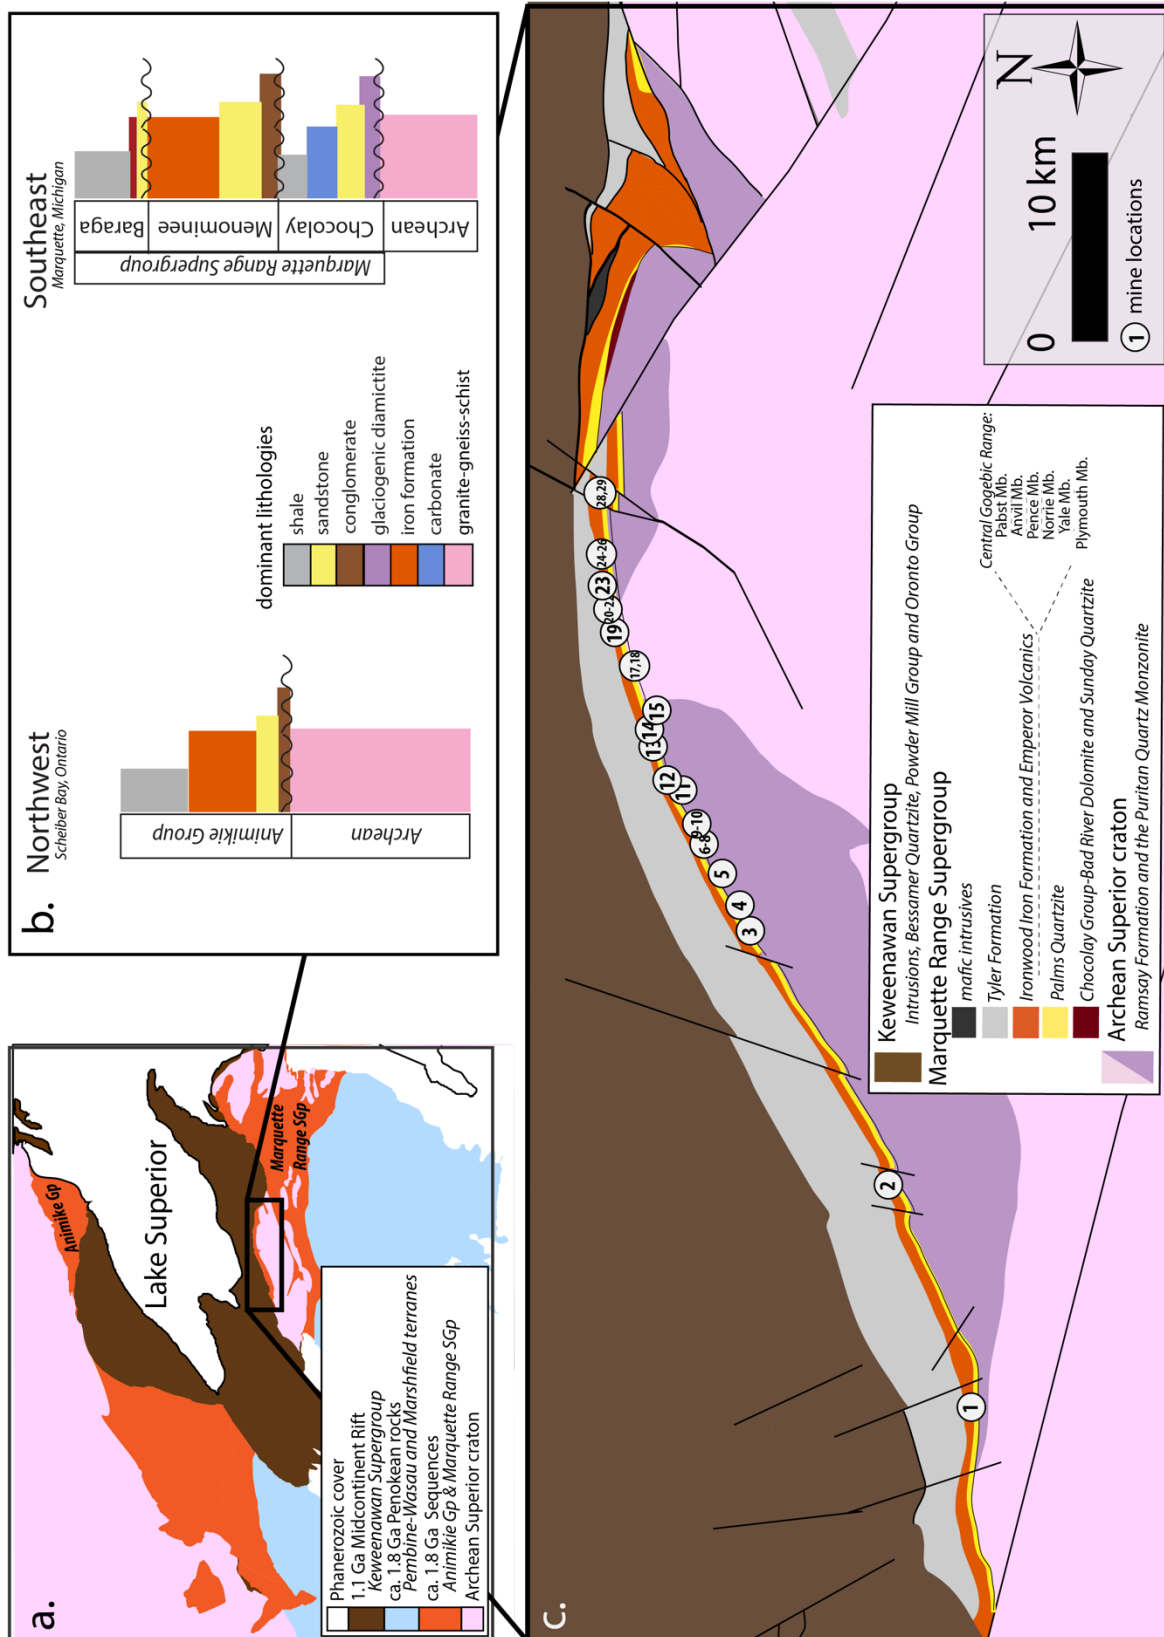 a.
Animike Gp
Lake Superior
Marquette
Range SGp
Phanerozoic cover
1.1 Ga Midcontinent Rift
Keweenawan Supergroup
ca. 1.8 Ga Penokean rocks
Pembine-Wasau and Marshfield terranes
ca. 1.8 Ga Sequences
Animikie Gp & Marquette Range SGp
Archean Superior craton
b.
Northwest
Scheiber Bay, Ontario
Animikie Group
Archean
dominant lithologies
shale
sandstone
conglomerate
glaciogenic diamictite
iron formation
carbonate
granite-gneiss-schist
Southeast
Marquette, Michigan
Marquette Range Supergroup
Baraga
Menominee
Chocolay
Archean
c.
1
2
3
4
5
6-8
9-10
11
12
13
14
15
17,18
19
20-22
23
24-26
28,29
Keweenawan Supergroup
Intrusions, Bessamer Quartzite, Powder Mill Group and Oronto Group
Marquette Range Supergroup
mafic intrusives
Tyler Formation
Ironwood Iron Formation and Emperor Volcanics
Palms Quartzite
Chocolay Group-Bad River Dolomite and Sunday Quartzite
Archean Superior craton
Ramsay Formation and the Puritan Quartz Monzonite
Central Gogebic Range:
Pabst Mb.
Anvil Mb.
Pence Mb.
Norrie Mb.
Yale Mb.
Plymouth Mb.
N
0 10 km
1 mine locations